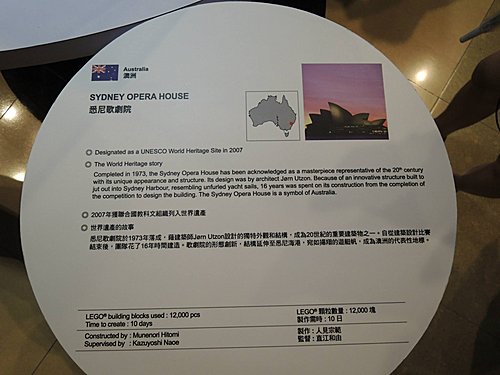 Australia
澳洲
SYDNEY OPERA HOUSE
悉尼歌劇院
Designated as a UNESCO World Heritage Site in 2007
The World Heritage story
Completed in 1973, the Sydney Opera House has been acknowledged as a masterpiece representative of the 20th century
with its unique appearance and structure. Its design was by architect Jørn Utzon. Because of an innovative structure built to
jut out into Sydney Harbour, resembling unfurled yacht sails, 16 years was spent on its construction from the completion of
the competition to design the building. The Sydney Opera House is a symbol of Australia.
2007年獲聯合國教科文組織列入世界遺產
世界遺產的故事
悉尼歌劇院於1973年落成，薩建築師Jørn Utzon設計的獨特外觀和結構，成為20世紀的重要建築物之一。自從建築設計比賽
結束後，團隊花了16年時間建造。歌劇院的形態創新，結構延伸至悉尼海港，宛如揚翔的遊艇帆，成為澳洲的代表性地標。
LEGO® building blocks used : 12,000 pcs
Time to create : 10 days
LEGO® 顆粒數量 : 12,000 塊
製作需時 : 10 日
Constructed by : Munenori Hitomi
Supervised by : Kazuyoshi Naoe
製作 : 人見宗範
監督 : 直江和由